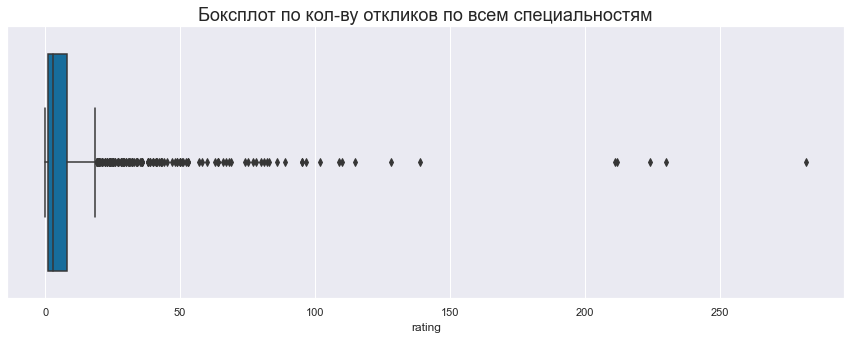 Боксплот по кол-ву откликов по всем специальностям
0 50 100 150 200 250
rating